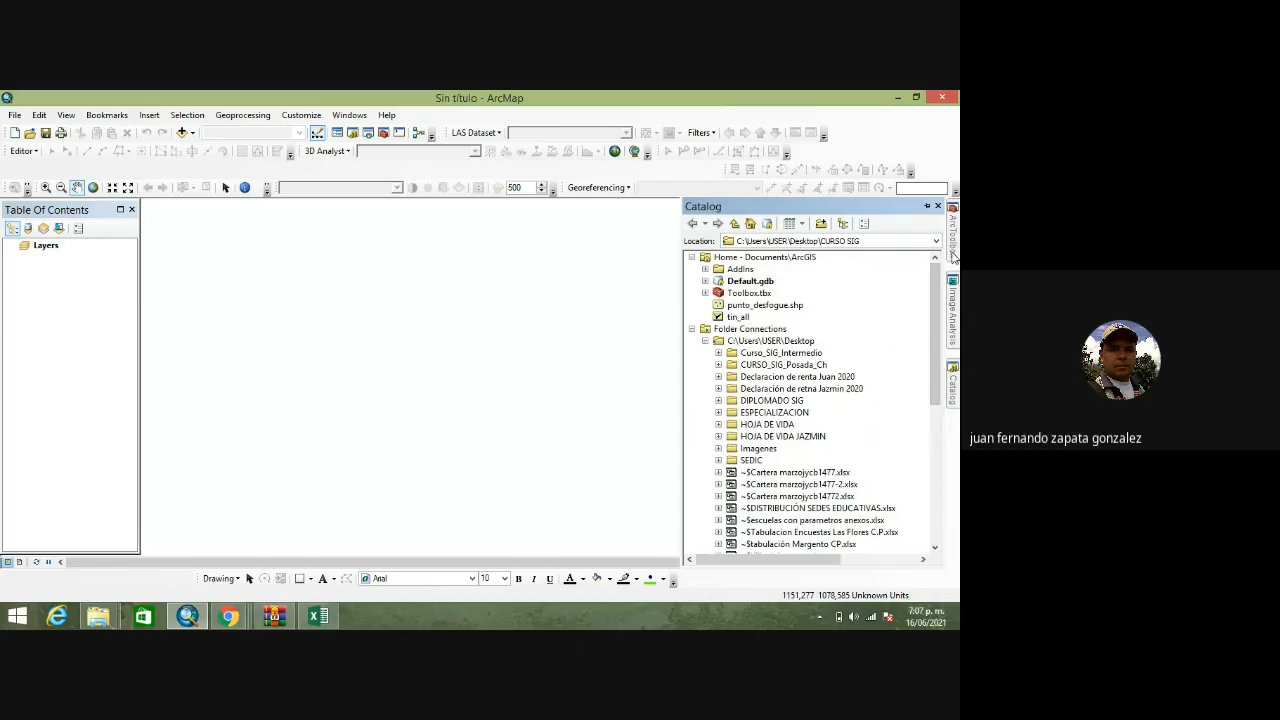 Sin título - ArcMap
File Edit View Bookmarks Insert Selection Geoprocessing Customize Windows Help
LAS Dataset Filters
Editor 3D Analyst
500 Georeferencing
Table Of Contents
Layers
Catalog
Location: C:\Users\USER\Desktop\CURSO SIG
Home - Documents\ArcGIS
AddIns
Default.gdb
Toolbox.tbx
punto_desfogue.shp
tin_all
Folder Connections
C:\Users\USER\Desktop
Curso_SIG_Intermedio
CURSO_SIG_Posada_Ch
Declaracion de renta Juan 2020
Declaración de retna Jazmin 2020
DIPLOMADO SIG
ESPECIALIZACION
HOJA DE VIDA
HOJA DE VIDA JAZMIN
Imagenes
SEDIC
~$Cartera marzojycb1477.xlsx
~$Cartera marzojycb1477-2.xlsx
~$Cartera marzojycb14772.xlsx
~$DISTRIBUCIÓN SEDES EDUCATIVAS.xlsx
~$escuelas con parametros anexos.xlsx
~$Tabulacion Encuestas Las Flores C.P.xlsx
~$tabulación Margento CP.xlsx
ArcToolbox
Image Analysis
Catalog
Drawing A Arial 10 B I U A
1151,277 1078,585 Unknown Units
7:07 p. m.
16/06/2021
juan fernando zapata gonzalez